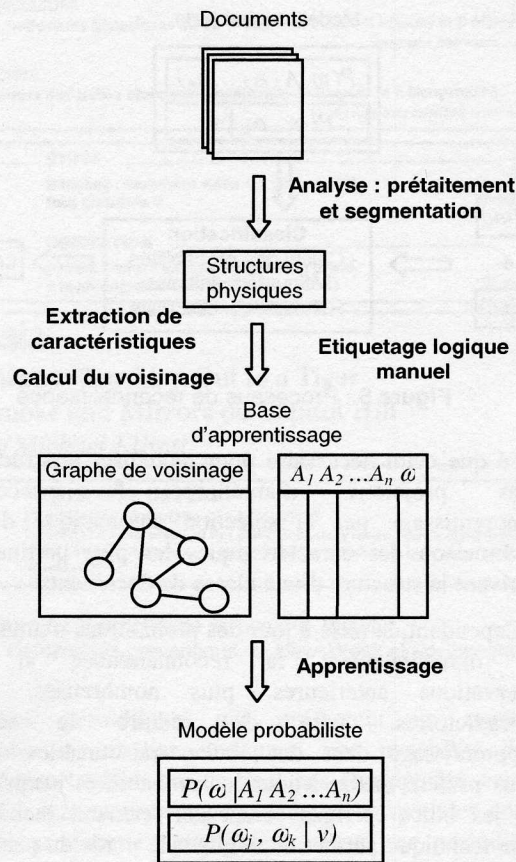 Documents
Analyse : prétaitement
et segmentation
Structures
physiques
Extraction de
caractéristiques
Calcul du voisinage
Etiquetage logique
manuel
Base
d'apprentissage
Graphe de voisinage
A₁ A₂ ...Aₙ ω
Apprentissage
Modèle probabiliste
P(ω |A₁ A₂ . . . Aₙ)
P(ωⱼ, ωₖ | v)